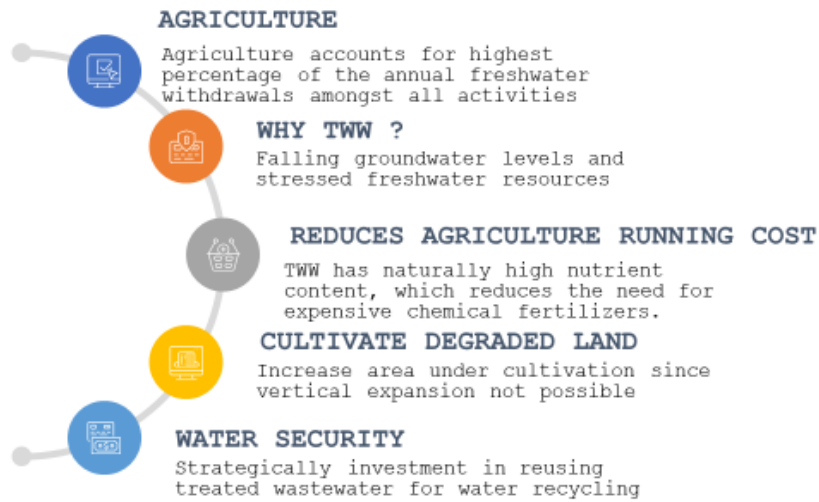 AGRICULTURE
Agriculture accounts for highest
percentage of the annual freshwater
withdrawals amongst all activities
WHY TWW ?
Falling groundwater levels and
stressed freshwater resources
REDUCES AGRICULTURE RUNNING COST
TWW has naturally high nutrient
content, which reduces the need for
expensive chemical fertilizers.
CULTIVATE DEGRADED LAND
Increase area under cultivation since
vertical expansion not possible
WATER SECURITY
Strategically investment in reusing
treated wastewater for water recycling